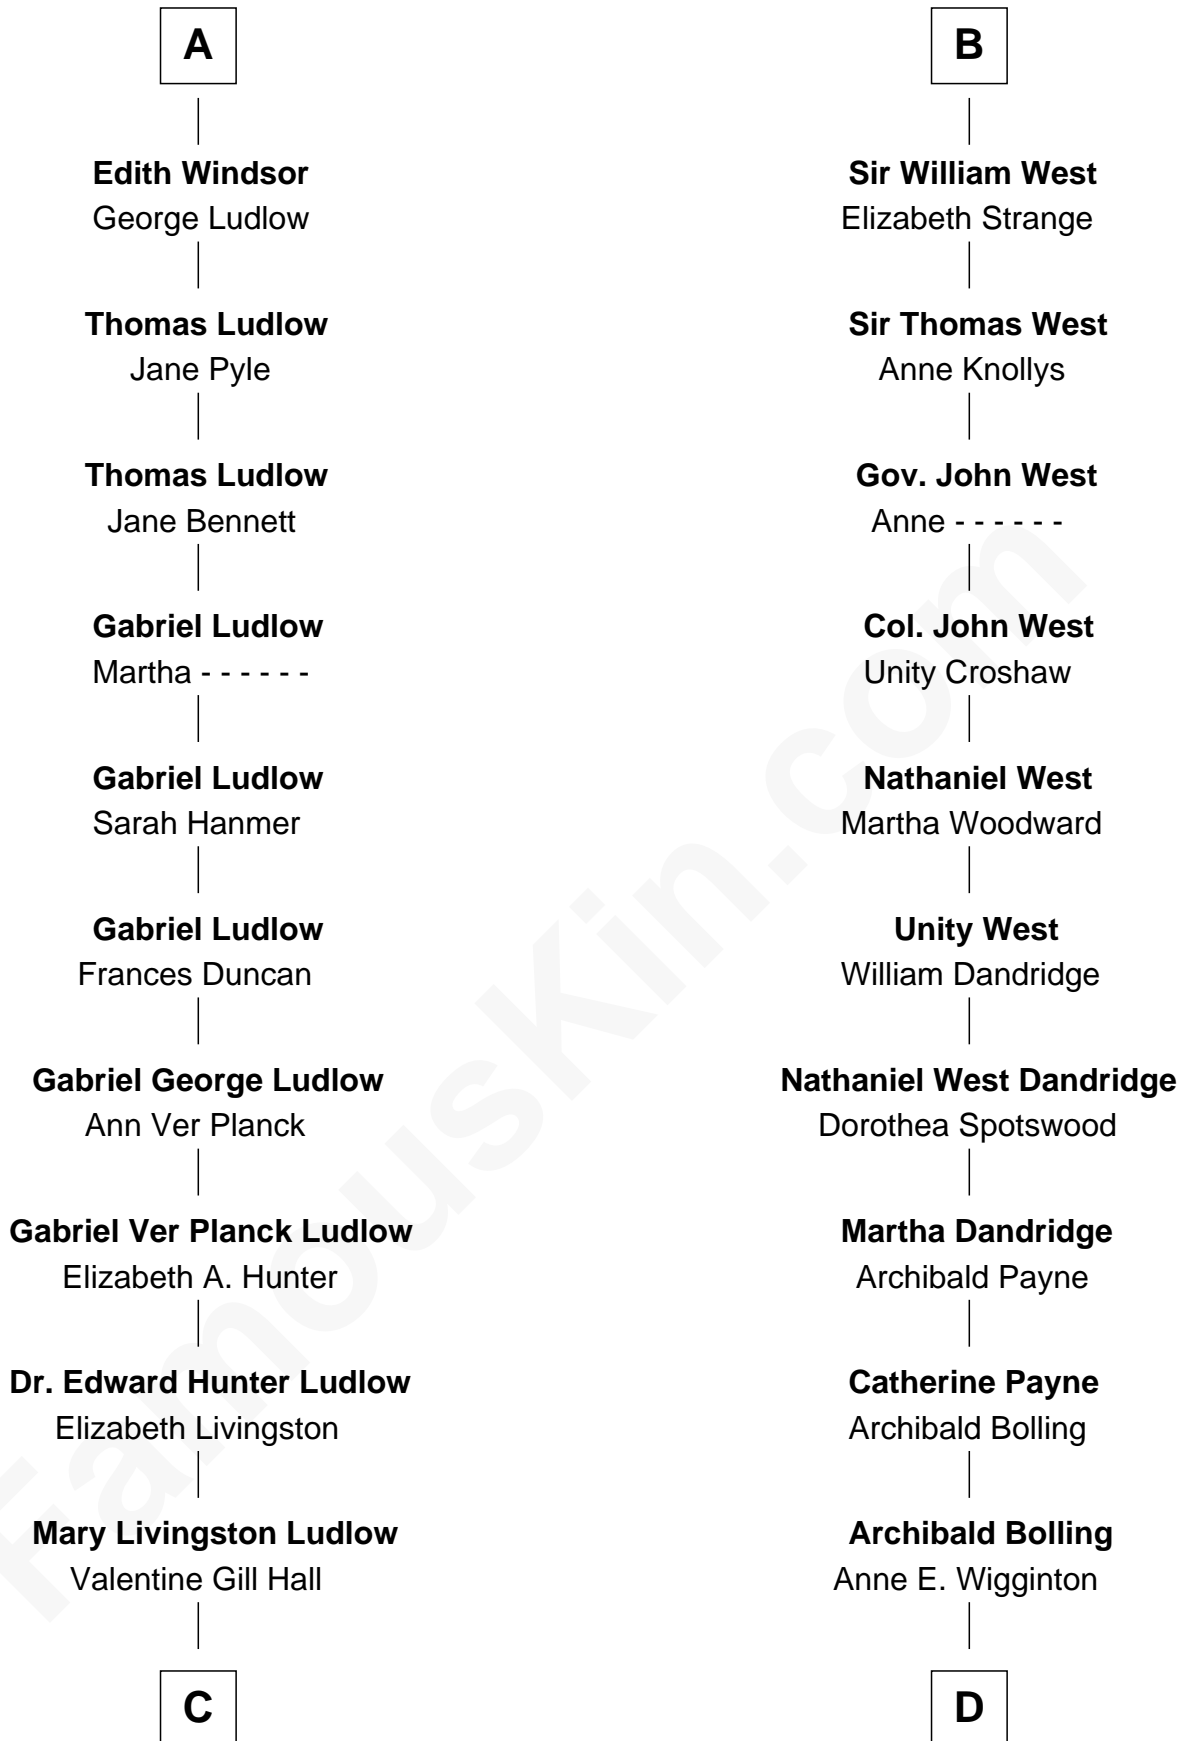 A
Edith Windsor
George Ludlow
Thomas Ludlow
Jane Pyle
Thomas Ludlow
Jane Bennett
Gabriel Ludlow
Martha - - - - - -
Gabriel Ludlow
Sarah Hanmer
Gabriel Ludlow
Frances Duncan
Gabriel George Ludlow
Ann Ver Planck
Gabriel Ver Planck Ludlow
Elizabeth A. Hunter
Dr. Edward Hunter Ludlow
Elizabeth Livingston
Mary Livingston Ludlow
Valentine Gill Hall
C
B
Sir William West
Elizabeth Strange
Sir Thomas West
Anne Knollys
Gov. John West
Anne - - - - - -
Col. John West
Unity Croshaw
Nathaniel West
Martha Woodward
Unity West
William Dandridge
Nathaniel West Dandridge
Dorothea Spotswood
Martha Dandridge
Archibald Payne
Catherine Payne
Archibald Bolling
Archibald Bolling
Anne E. Wigginton
D
FamousKin.com